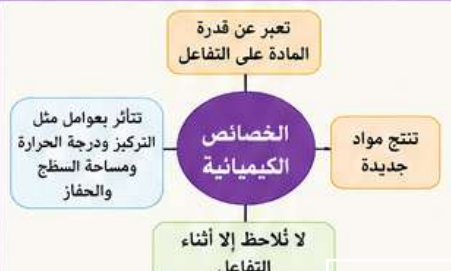 تعبر عن قدرة
المادة على التفاعل
تنتج مواد
جديدة
الخصائص
الكيميائية
تتأثر بعوامل مثل
التركيز ودرجة الحرارة
ومساحة السطح
والحفاز
لا تُلاحظ إلا أثناء
التفاعل